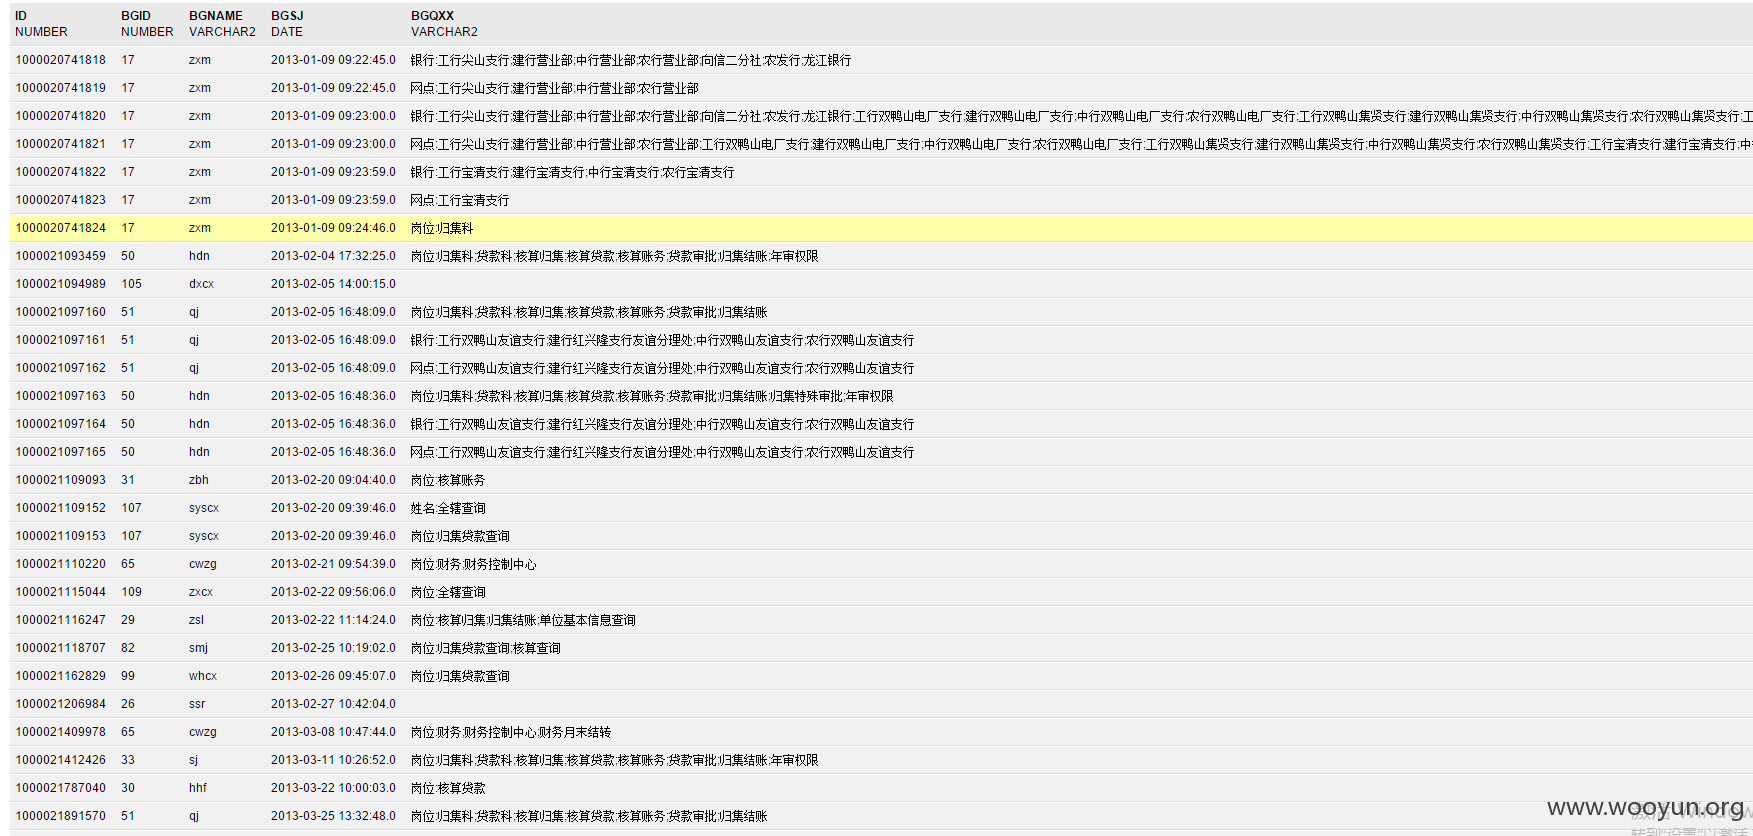 ID BGID BGNAME BGSJ BGQXX
NUMBER NUMBER VARCHAR2 DATE VARCHAR2
1000020741818 17 zxm 2013-01-09 09:22:45.0 银行:工行尖山支行;建行营业部;中行营业部;农行营业部;向信二分社;农发行;龙江银行
1000020741819 17 zxm 2013-01-09 09:22:45.0 网点:工行尖山支行;建行营业部;中行营业部;农行营业部
1000020741820 17 zxm 2013-01-09 09:23:00.0 银行:工行尖山支行;建行营业部;中行营业部;农行营业部;向信二分社;农发行;龙江银行;工行双鸭山电厂支行;建行双鸭山电厂支行;中行双鸭山电厂支行;农行双鸭山电厂支行;工行双鸭山集贤支行;建行双鸭山集贤支行;中行双鸭山集贤支行;农行双鸭山集贤支行;工
1000020741821 17 zxm 2013-01-09 09:23:00.0 网点:工行尖山支行;建行营业部;中行营业部;农行营业部;工行双鸭山电厂支行;建行双鸭山电厂支行;中行双鸭山电厂支行;农行双鸭山电厂支行;工行双鸭山集贤支行;建行双鸭山集贤支行;中行双鸭山集贤支行;农行双鸭山集贤支行;工行宝清支行;建行宝清支行;中
1000020741822 17 zxm 2013-01-09 09:23:59.0 银行:工行宝清支行;建行宝清支行;中行宝清支行;农行宝清支行
1000020741823 17 zxm 2013-01-09 09:23:59.0 网点:工行宝清支行
1000020741824 17 zxm 2013-01-09 09:24:46.0 岗位:归集科
1000021093459 50 hdn 2013-02-04 17:32:25.0 岗位:归集科;贷款科;核算归集;核算贷款;核算账务;贷款审批;归集结账;年审权限
1000021094989 105 dxcx 2013-02-05 14:00:15.0
1000021097160 51 qj 2013-02-05 16:48:09.0 岗位:归集科;贷款科;核算归集;核算贷款;核算账务;贷款审批;归集结账
1000021097161 51 qj 2013-02-05 16:48:09.0 银行:工行双鸭山友谊支行;建行红兴隆支行友谊分理处;中行双鸭山友谊支行;农行双鸭山友谊支行
1000021097162 51 qj 2013-02-05 16:48:09.0 网点:工行双鸭山友谊支行;建行红兴隆支行友谊分理处;中行双鸭山友谊支行;农行双鸭山友谊支行
1000021097163 50 hdn 2013-02-05 16:48:36.0 岗位:归集科;贷款科;核算归集;核算贷款;核算账务;贷款审批;归集结账;归集特殊审批;年审权限
1000021097164 50 hdn 2013-02-05 16:48:36.0 银行:工行双鸭山友谊支行;建行红兴隆支行友谊分理处;中行双鸭山友谊支行;农行双鸭山友谊支行
1000021097165 50 hdn 2013-02-05 16:48:36.0 网点:工行双鸭山友谊支行;建行红兴隆支行友谊分理处;中行双鸭山友谊支行;农行双鸭山友谊支行
1000021109093 31 zbh 2013-02-20 09:04:40.0 岗位:核算账务
1000021109152 107 syscx 2013-02-20 09:39:46.0 姓名:全辖查询
1000021109153 107 syscx 2013-02-20 09:39:46.0 岗位:归集贷款查询
1000021110220 65 cwzg 2013-02-21 09:54:39.0 岗位:财务;财务控制中心
1000021115044 109 zxcx 2013-02-22 09:56:06.0 岗位:全辖查询
1000021116247 29 zsl 2013-02-22 11:14:24.0 岗位:核算归集;归集结账;单位基本信息查询
1000021118707 82 smj 2013-02-25 10:19:02.0 岗位:归集贷款查询;核算查询
1000021162829 99 whcx 2013-02-26 09:45:07.0 岗位:归集贷款查询
1000021206984 26 ssr 2013-02-27 10:42:04.0
1000021409978 65 cwzg 2013-03-08 10:47:44.0 岗位:财务;财务控制中心;财务月末结转
1000021412426 33 sj 2013-03-11 10:26:52.0 岗位:归集科;贷款科;核算归集;核算贷款;核算账务;贷款审批;归集结账;年审权限
1000021787040 30 hhf 2013-03-22 10:00:03.0 岗位:核算贷款
1000021891570 51 qj 2013-03-25 13:32:48.0 岗位:归集科;贷款科;核算归集;核算贷款;核算账务;贷款审批;归集结账
www.wooyun.org
激活 Window
转到"设置"以激活